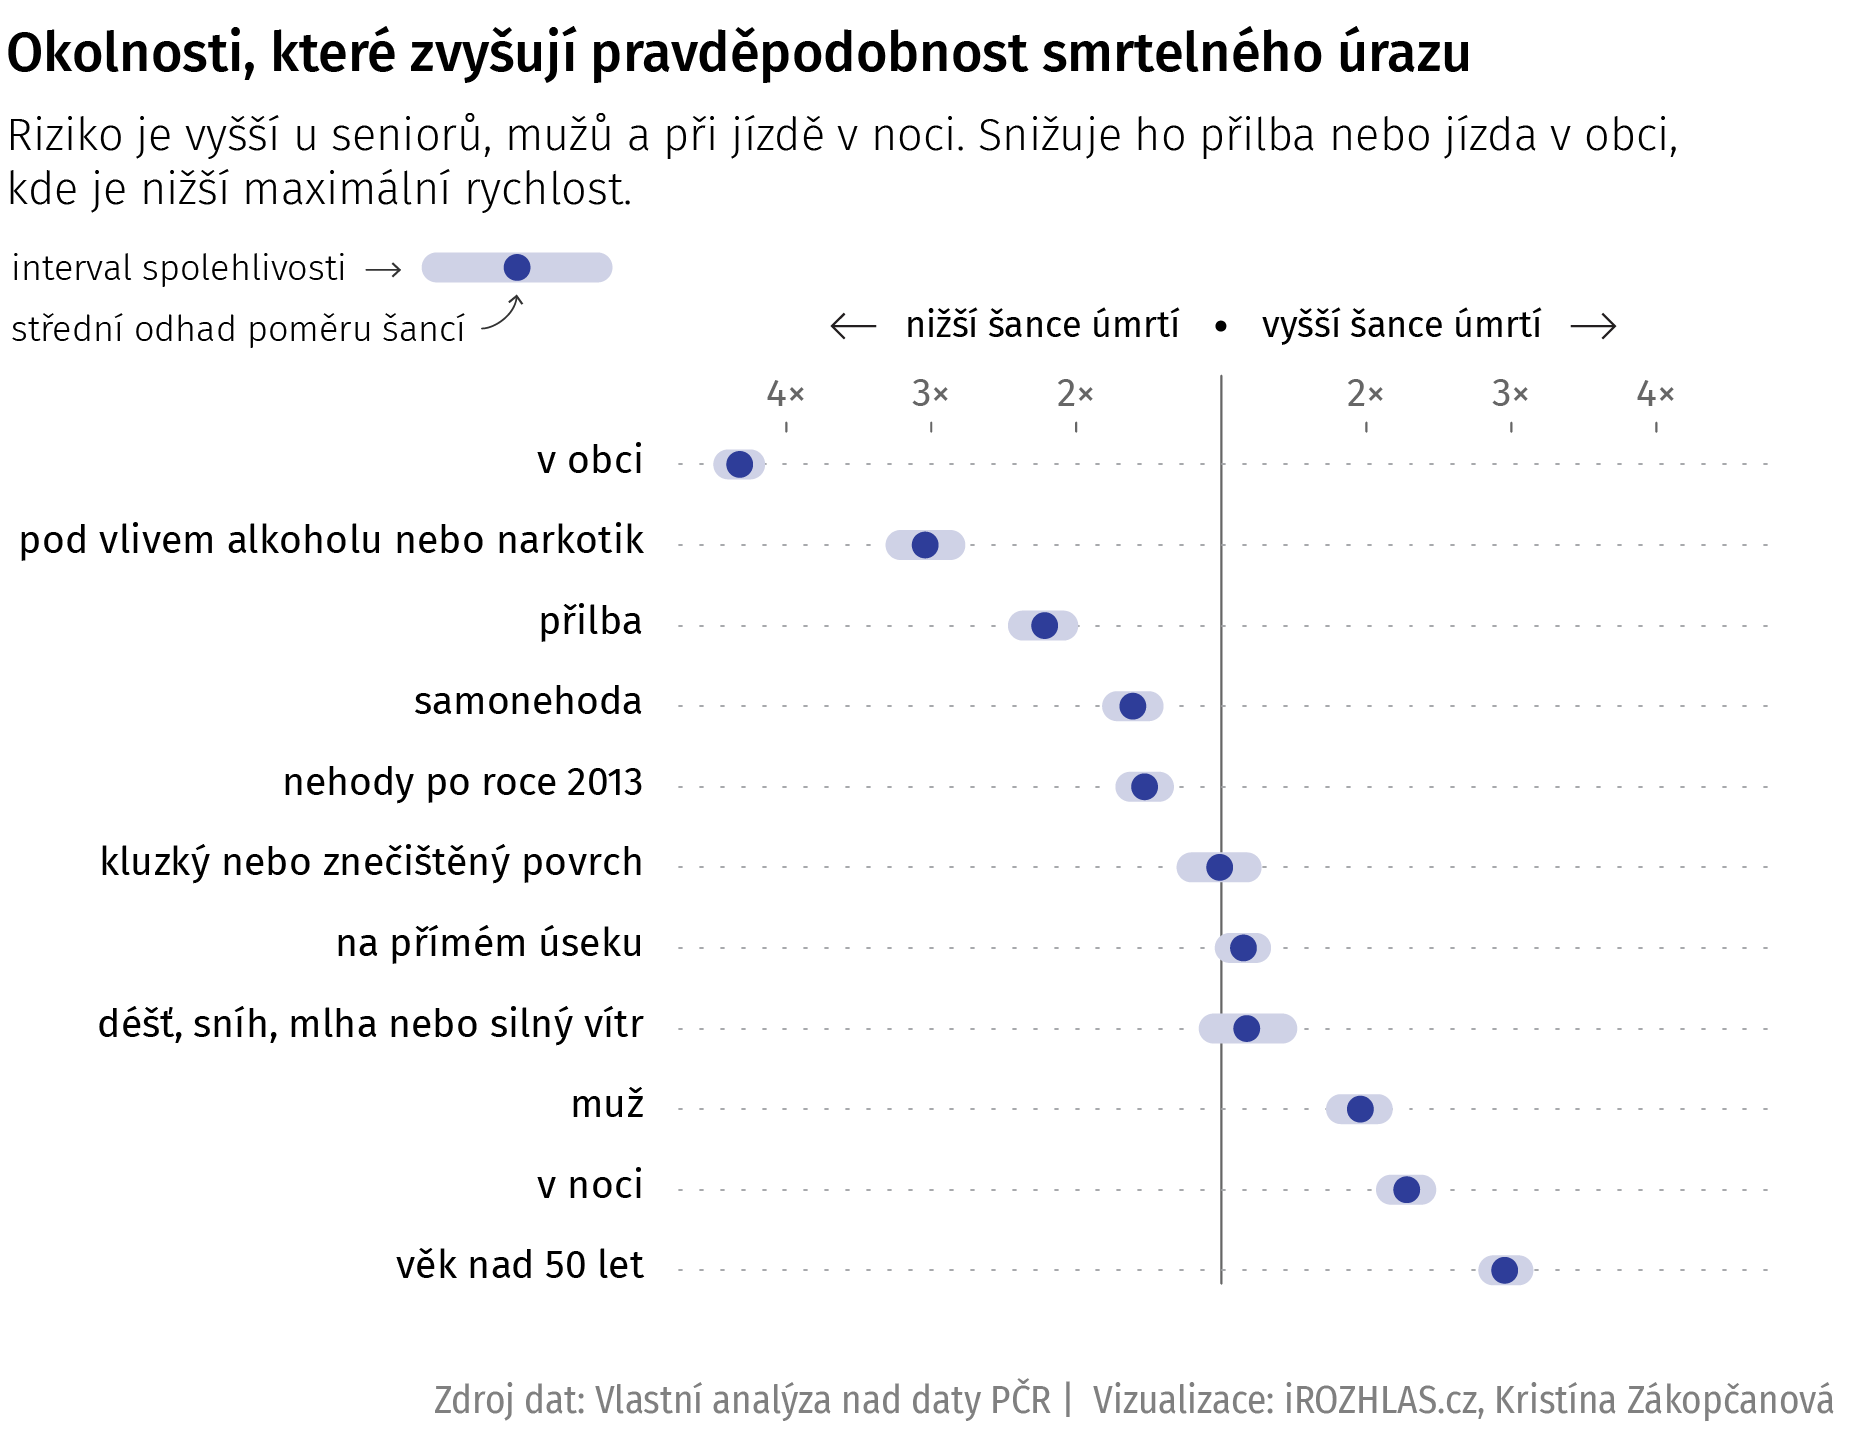 Okolnosti, které zvyšují pravděpodobnost smrtelného úrazu
Riziko je vyšší u seniorů, mužů a při jízdě v noci. Snižuje ho přilba nebo jízda v obci,
kde je nižší maximální rychlost.
interval spolehlivosti →
střední odhad poměru šancí
← nižší šance úmrtí • vyšší šance úmrtí →
4× 3× 2× 2× 3× 4×
v obci
pod vlivem alkoholu nebo narkotik
přilba
samonehoda
nehody po roce 2013
kluzký nebo znečištěný povrch
na přímém úseku
déšť, sníh, mlha nebo silný vítr
muž
v noci
věk nad 50 let
Zdroj dat: Vlastní analýza nad daty PČR | Vizualizace: iROZHLAS.cz, Kristína Zákopčanová